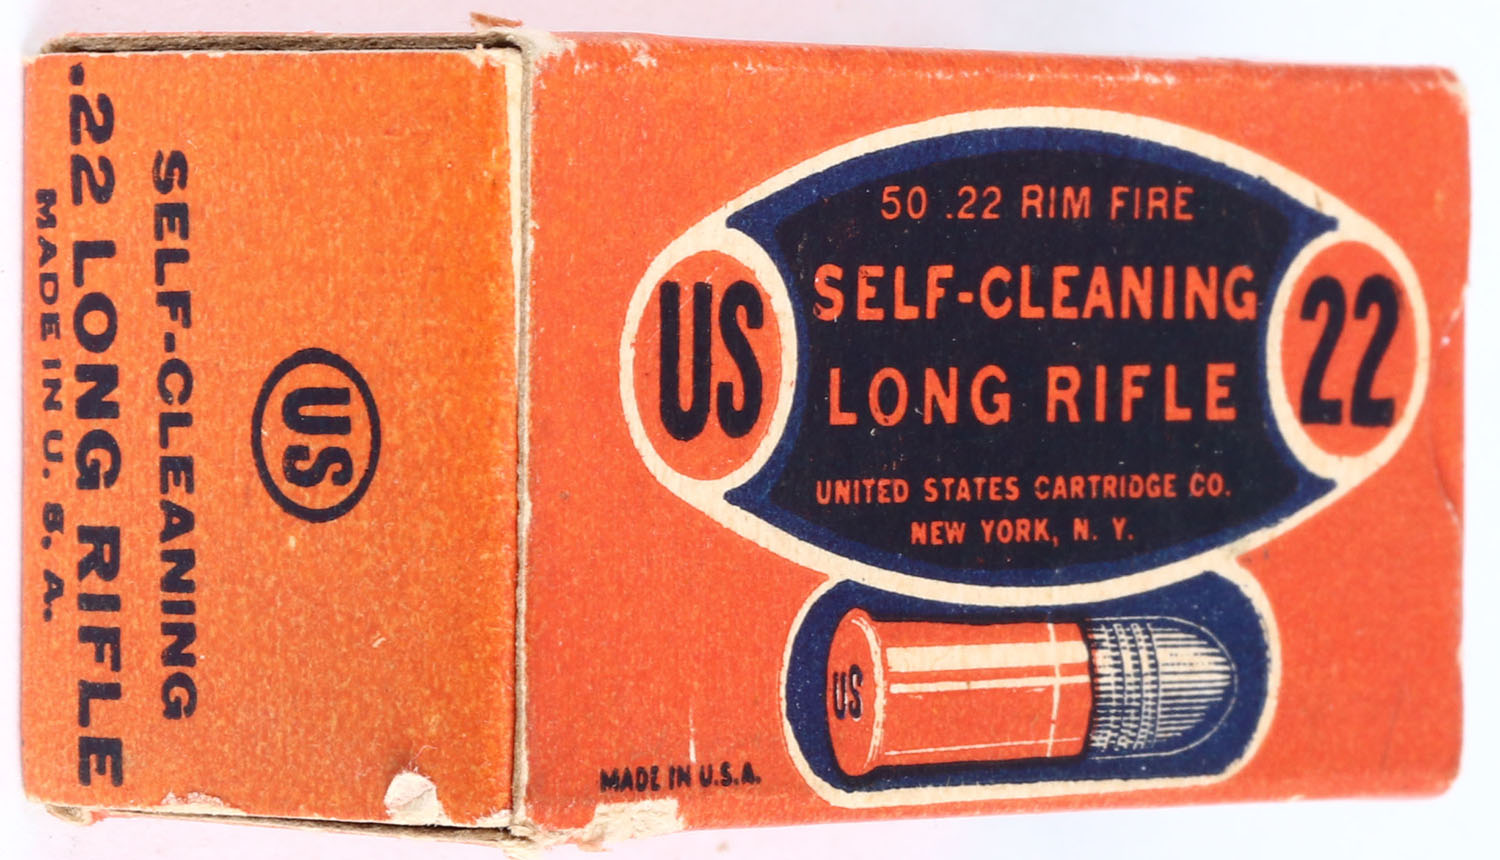 SELF-CLEANING
.22 LONG RIFLE
MADE IN U. S. A.
US
50 .22 RIM FIRE
SELF-CLEANING
LONG RIFLE
US
22
UNITED STATES CARTRIDGE CO.
NEW YORK, N. Y.
US
MADE IN U.S.A.